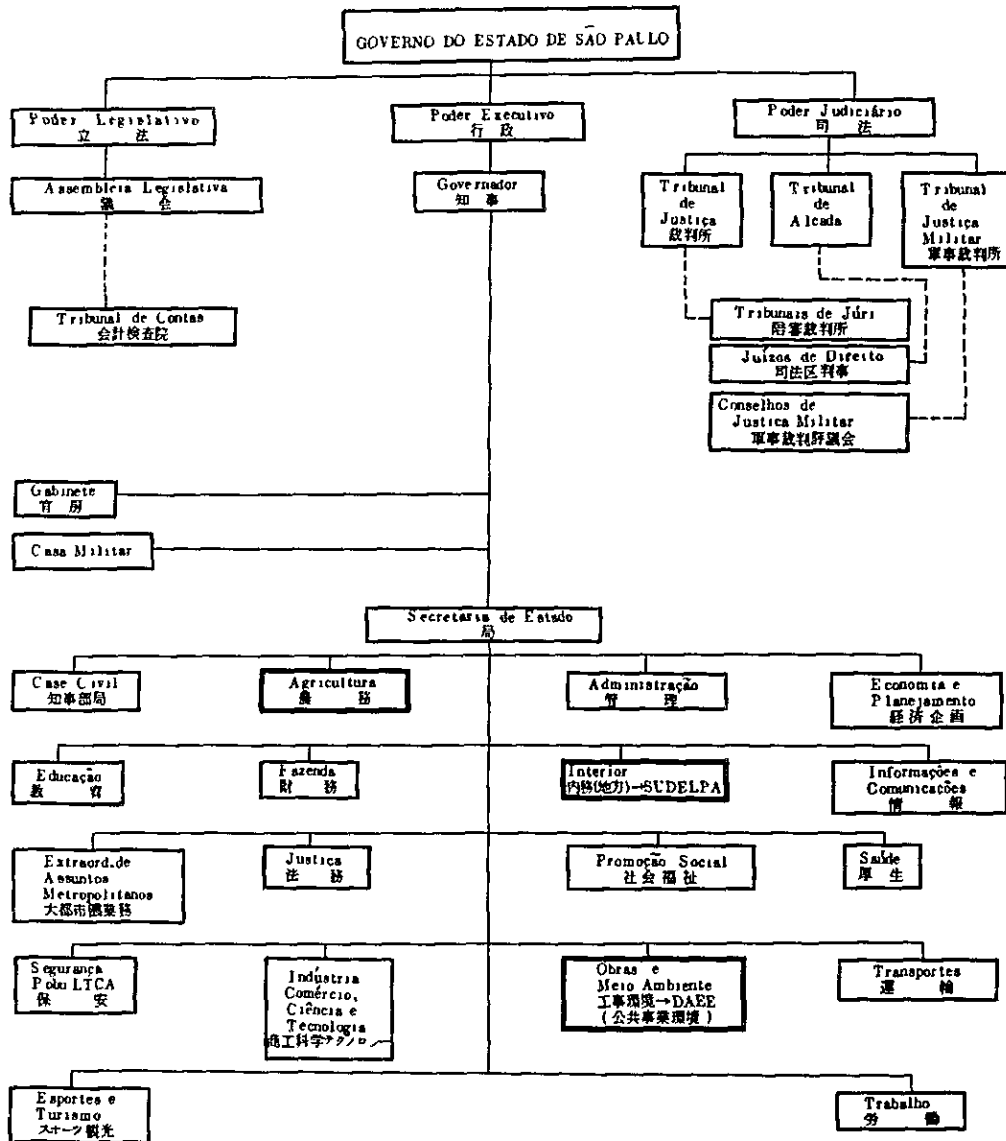 GOVERNO DO ESTADO DE SÃO PAULO
Poder Legislativo
立 法
Poder Executivo
行 政
Poder Judiciário
司 法
Assembleia Legislativa
議 会
Governador
知 事
Tribunal
de
Justiça
裁判所
Tribunal
de
Alcada
Tribunal
de
Justiça
Militar
軍事裁判所
Tribunal de Contas
会計検査院
Tribunais de Júri
陪審裁判所
Juízos de Direito
司法区判事
Conselhos de
Justica Militar
軍事裁判評議会
Gabinete
官 房
Casa Militar
Secretaria de Estado
局
Case Civil
知事部局
Agricultura
農 務
Administração
管 理
Economia e
Planejamento
経済企画
Educação
教 育
Fazenda
財 務
Interior
内務(地方)→SUDELPA
Informações e
Comunicações
情 報
Extraord.de
Assuntos
Metropolitanos
大都市圏業務
Justica
法 務
Promoção Social
社会福祉
Saúde
厚 生
Segurança
Pobu LTCA
保 安
Indústria
Comércio,
Ciência e
Tecnologia
商工科学テクノロ
Obras e
Meio Ambiente
工事環境→DAEE
(公共事業環境)
Transportes
運 輸
Esportes e
Turismo
スポーツ観光
Trabalho
労 働